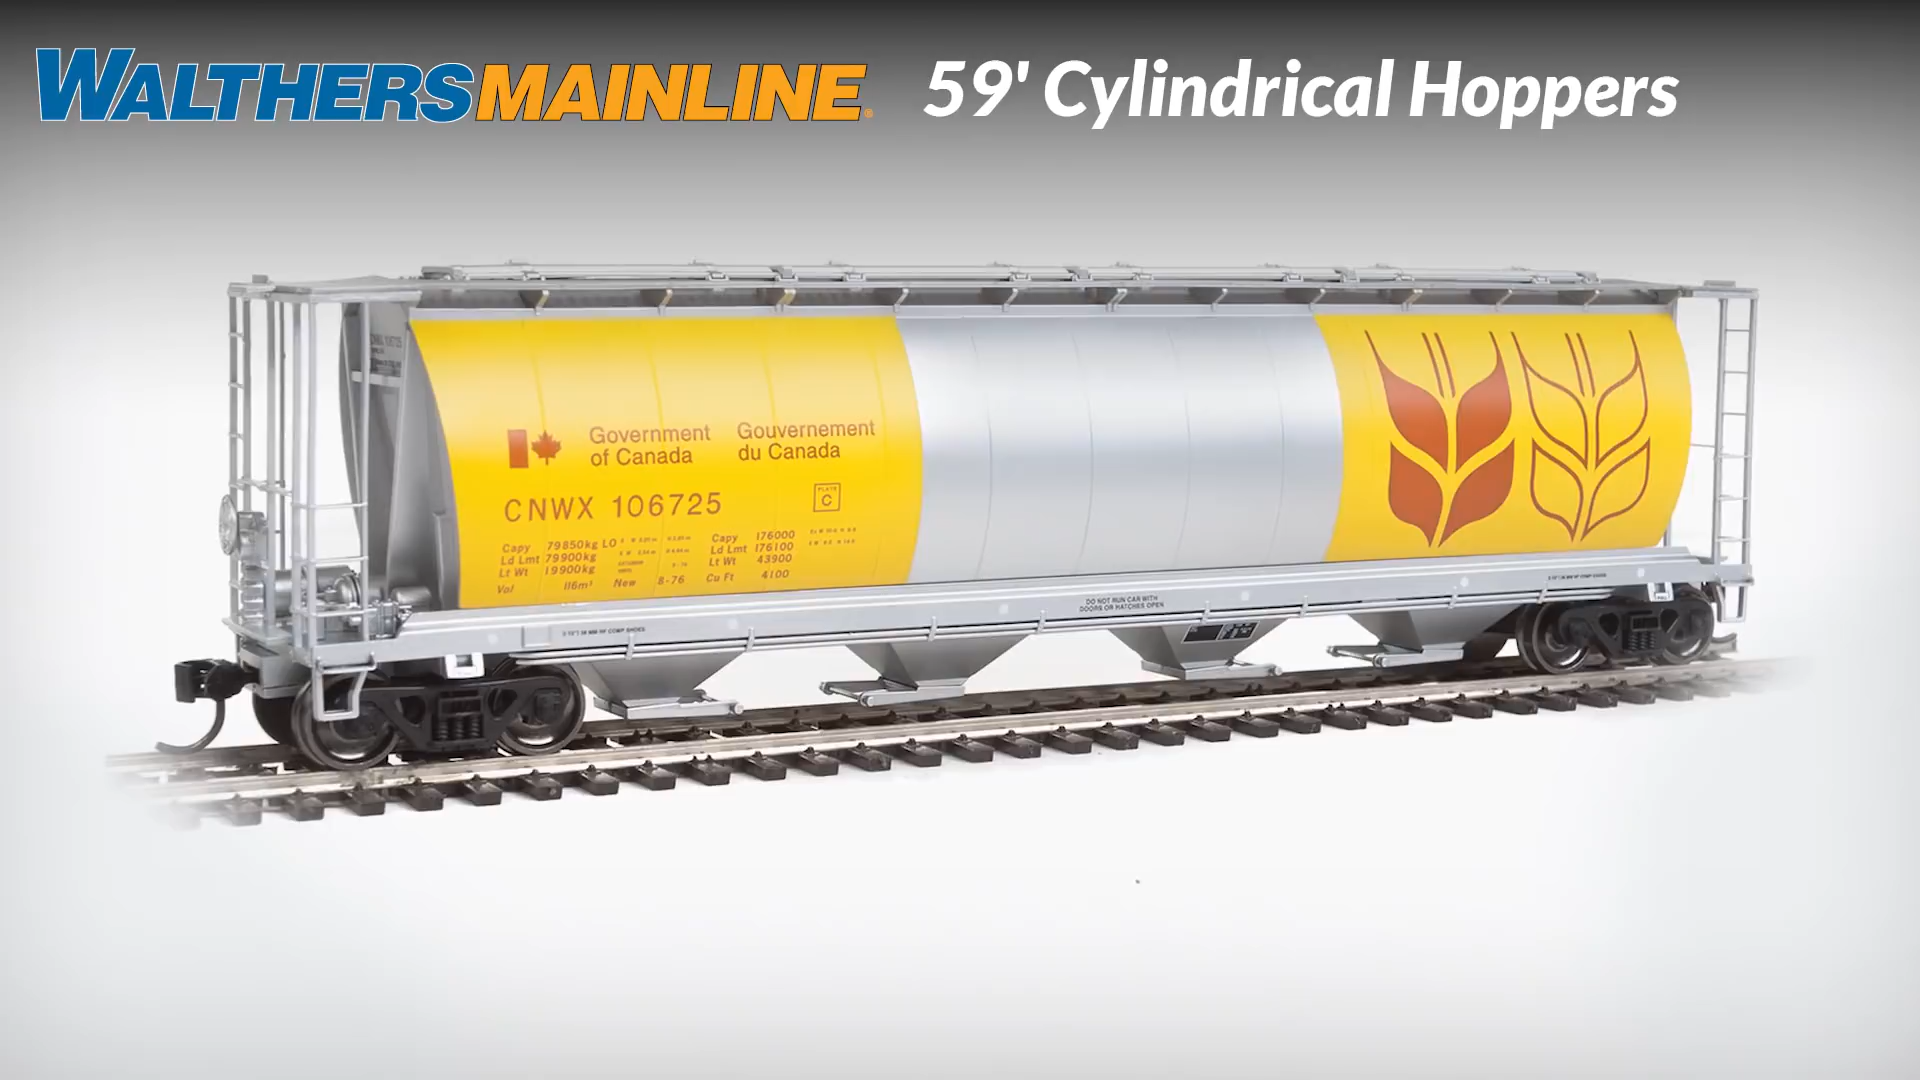 WALTHERSMAINLINE® 59' Cylindrical Hoppers
Government of Canada
Gouvernement du Canada
CNWX 106725
PLATE C
Capy 79850kg LO
Ld Lmt 79900kg
Lt Wt 19900kg
Vol 116m³ New 8-76
Capy 176000
Ld Lmt 176100
Lt Wt 43900
Cu Ft 4100
DO NOT RUN CAR WITH
DOORS OR HATCHES OPEN